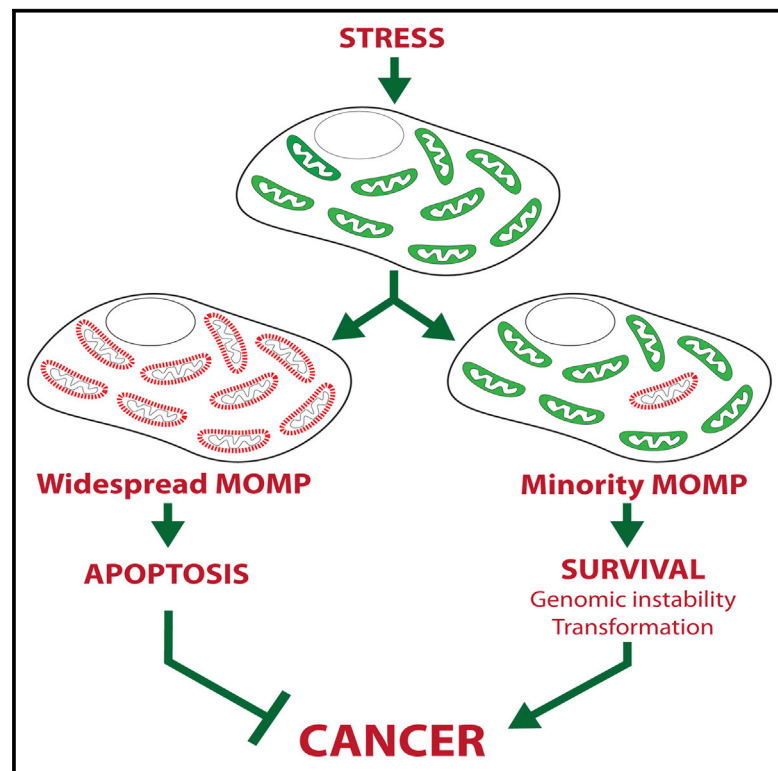 STRESS
Widespread MOMP
Minority MOMP
APOPTOSIS
SURVIVAL
Genomic instability
Transformation
CANCER